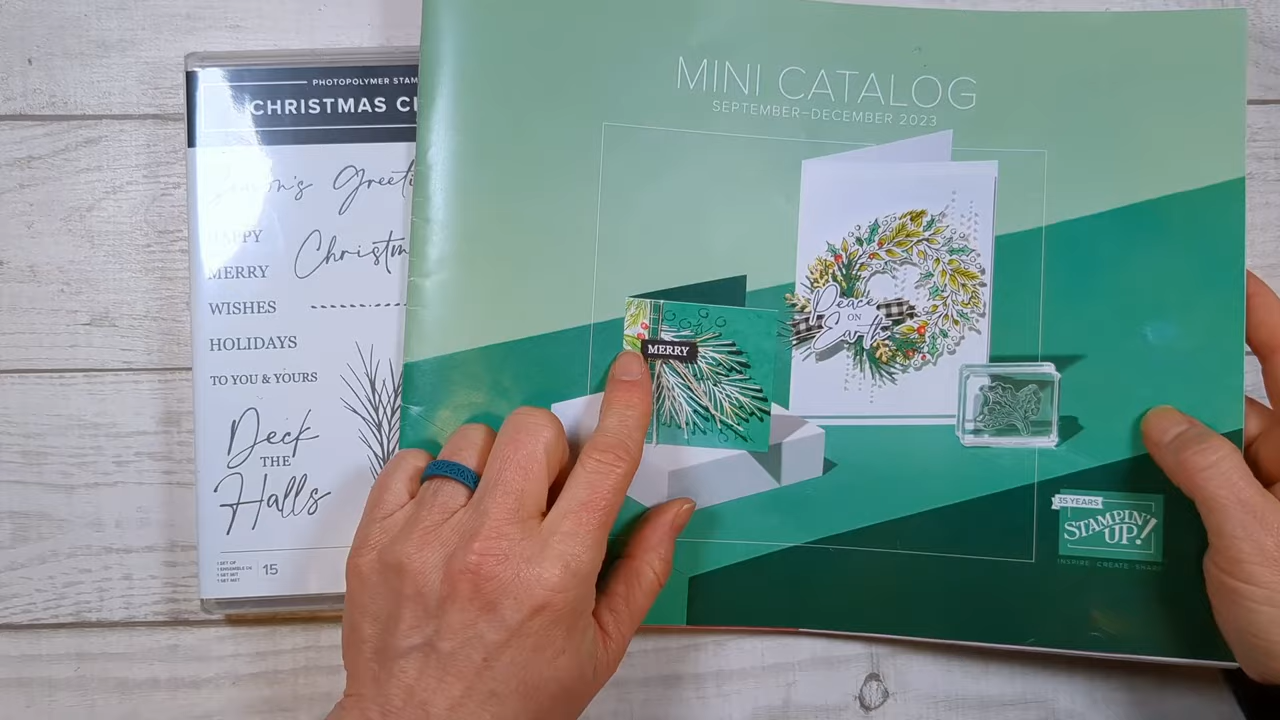 PHOTOPOLYMER STAM
CHRISTMAS CL
Season's Greeti
HAPPY
Christm
MERRY
WISHES
HOLIDAYS
TO YOU & YOURS
Deck
THE
Halls
15
MINI CATALOG
SEPTEMBER–DECEMBER 2023
MERRY
Peace
ON
Earth
35 YEARS
STAMPIN' UP!
INSPIRE · CREATE · SHARE